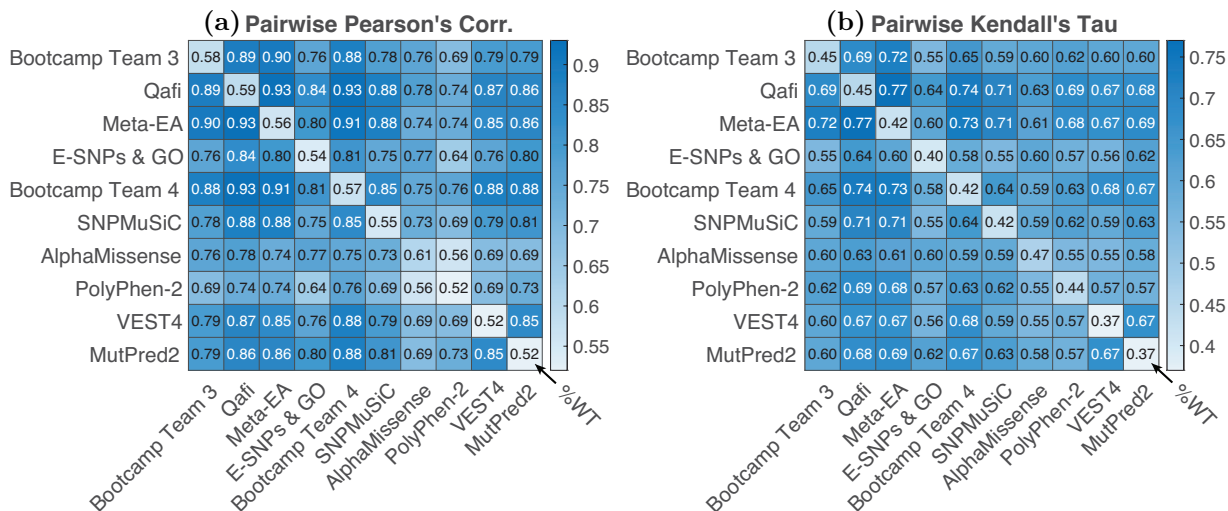 (a) Pairwise Pearson's Corr.
Bootcamp Team 3 0.58 0.89 0.90 0.76 0.88 0.78 0.76 0.69 0.79 0.79
Qafi 0.89 0.59 0.93 0.84 0.93 0.88 0.78 0.74 0.87 0.86
Meta-EA 0.90 0.93 0.56 0.80 0.91 0.88 0.74 0.74 0.85 0.86
E-SNPs & GO 0.76 0.84 0.80 0.54 0.81 0.75 0.77 0.64 0.76 0.80
Bootcamp Team 4 0.88 0.93 0.91 0.81 0.57 0.85 0.75 0.76 0.88 0.88
SNPMuSiC 0.78 0.88 0.88 0.75 0.85 0.55 0.73 0.69 0.79 0.81
AlphaMissense 0.76 0.78 0.74 0.77 0.75 0.73 0.61 0.56 0.69 0.69
PolyPhen-2 0.69 0.74 0.74 0.64 0.76 0.69 0.56 0.52 0.69 0.73
VEST4 0.79 0.87 0.85 0.76 0.88 0.79 0.69 0.69 0.52 0.85
MutPred2 0.79 0.86 0.86 0.80 0.88 0.81 0.69 0.73 0.85 0.52
Bootcamp Team 3
Qafi
Meta-EA
E-SNPs & GO
Bootcamp Team 4
SNPMuSiC
AlphaMissense
PolyPhen-2
VEST4
MutPred2
%WT
0.9
0.85
0.8
0.75
0.7
0.65
0.6
0.55
(b) Pairwise Kendall's Tau
Bootcamp Team 3 0.45 0.69 0.72 0.55 0.65 0.59 0.60 0.62 0.60 0.60
Qafi 0.69 0.45 0.77 0.64 0.74 0.71 0.63 0.69 0.67 0.68
Meta-EA 0.72 0.77 0.42 0.60 0.73 0.71 0.61 0.68 0.67 0.69
E-SNPs & GO 0.55 0.64 0.60 0.40 0.58 0.55 0.60 0.57 0.56 0.62
Bootcamp Team 4 0.65 0.74 0.73 0.58 0.42 0.64 0.59 0.63 0.68 0.67
SNPMuSiC 0.59 0.71 0.71 0.55 0.64 0.42 0.59 0.62 0.59 0.63
AlphaMissense 0.60 0.63 0.61 0.60 0.59 0.59 0.47 0.55 0.55 0.58
PolyPhen-2 0.62 0.69 0.68 0.57 0.63 0.62 0.55 0.44 0.57 0.57
VEST4 0.60 0.67 0.67 0.56 0.68 0.59 0.55 0.57 0.37 0.67
MutPred2 0.60 0.68 0.69 0.62 0.67 0.63 0.58 0.57 0.67 0.37
Bootcamp Team 3
Qafi
Meta-EA
E-SNPs & GO
Bootcamp Team 4
SNPMuSiC
AlphaMissense
PolyPhen-2
VEST4
MutPred2
%WT
0.75
0.7
0.65
0.6
0.55
0.5
0.45
0.4